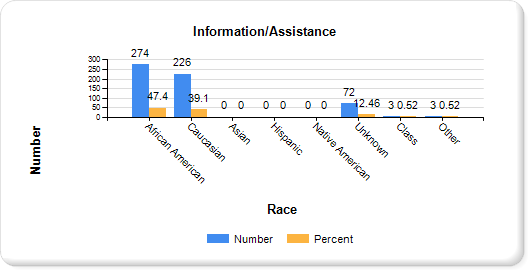 Information/Assistance
Number
300
250
200
150
100
50
0
274
47.4
226
39.1
0 0
0 0
0 0
72
12.46
3 0.52
3 0.52
African American
Caucasian
Asian
Hispanic
Native American
Unknown
Class
Other
Race
Number Percent